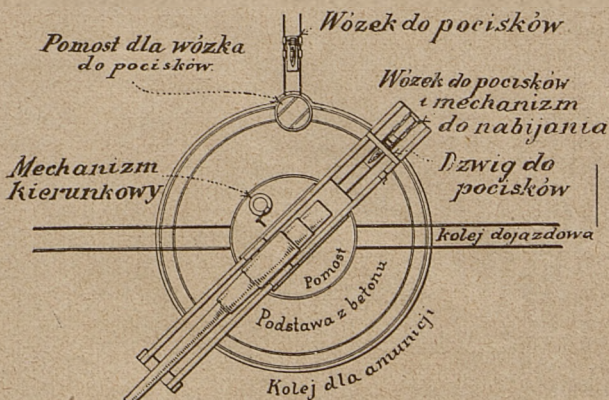 Wózek do pocisków
Pomost dla wózka
do pocisków.
Wózek do pocisków
i mechanizm
do nabijania
Dzwig do
pocisków
Mechanizm
Kierunkowy
kolej dojazdowa
Pomost
Podstawa z betonu
Kolej dla amunicji